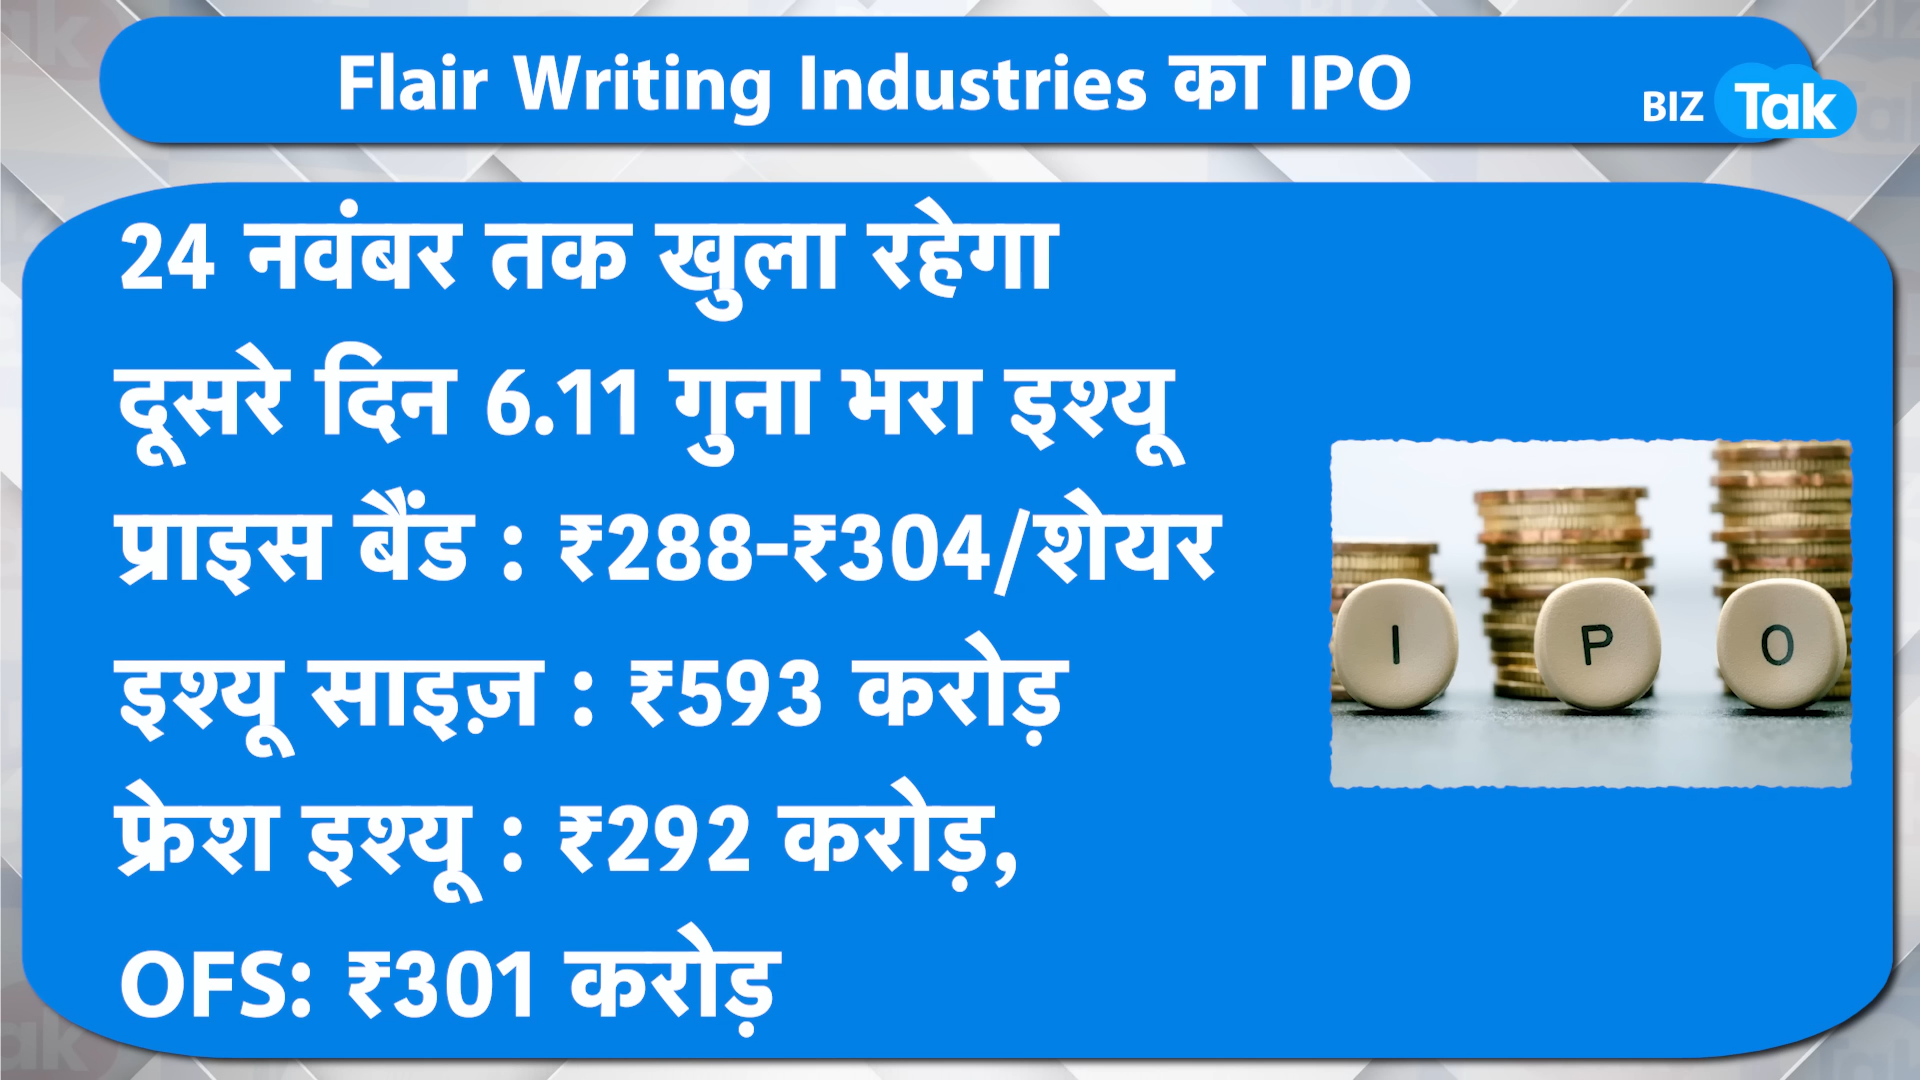 Flair Writing Industries का IPO
BIZ Tak
24 नवंबर तक खुला रहेगा
दूसरे दिन 6.11 गुना भरा इश्यू
प्राइस बैंड : ₹288-₹304/शेयर
इश्यू साइज़ : ₹593 करोड़
फ्रेश इश्यू : ₹292 करोड़,
OFS: ₹301 करोड़
I P O